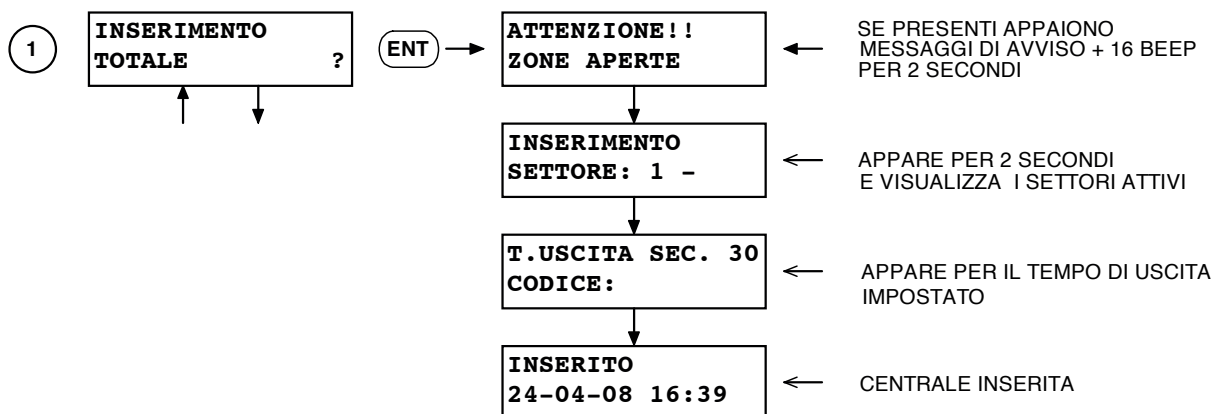 1
INSERIMENTO
TOTALE ?
ENT
ATTENZIONE!!
ZONE APERTE
SE PRESENTI APPAIONO
MESSAGGI DI AVVISO + 16 BEEP
PER 2 SECONDI
INSERIMENTO
SETTORE: 1 –
APPARE PER 2 SECONDI
E VISUALIZZA I SETTORI ATTIVI
T.USCITA SEC. 30
CODICE:
APPARE PER IL TEMPO DI USCITA
IMPOSTATO
INSERITO
24–04–08 16:39
CENTRALE INSERITA